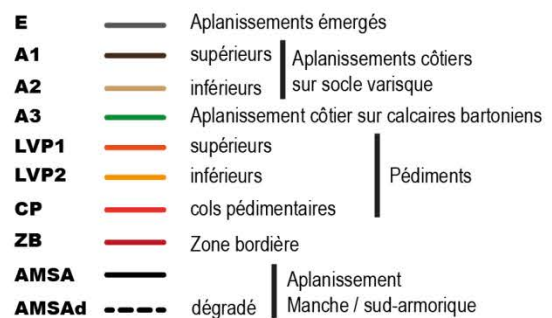 E Aplanissements émergés
A1 supérieurs
Aplanissements côtiers
A2 inférieurs
sur socle varisque
A3 Aplanissement côtier sur calcaires bartoniens
LVP1 supérieurs
LVP2 inférieurs Pédiments
CP cols pédimentaires
ZB Zone bordière
AMSA Aplanissement
AMSAd dégradé Manche / sud-armorique